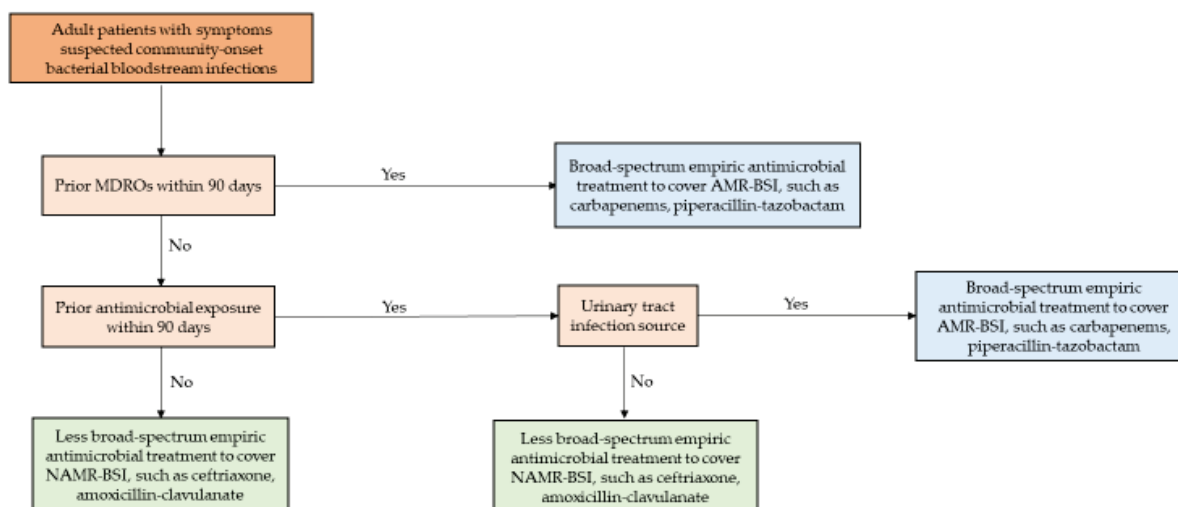 Adult patients with symptoms
suspected community-onset
bacterial bloodstream infections
Prior MDROs within 90 days
Yes
Broad-spectrum empiric antimicrobial
treatment to cover AMR-BSI, such as
carbapenems, piperacillin-tazobactam
No
Prior antimicrobial exposure
within 90 days
Yes
Urinary tract
infection source
Yes
Broad-spectrum empiric
antimicrobial treatment to cover
AMR-BSI, such as carbapenems,
piperacillin-tazobactam
No
No
Less broad-spectrum empiric
antimicrobial treatment to cover
NAMR-BSI, such as ceftriaxone,
amoxicillin-clavulanate
Less broad-spectrum empiric
antimicrobial treatment to cover
NAMR-BSI, such as ceftriaxone,
amoxicillin-clavulanate